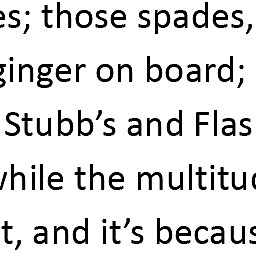 es; those spades,
ginger on board;
Stubb’s and Flas
while the multitud
t, and it’s becaus